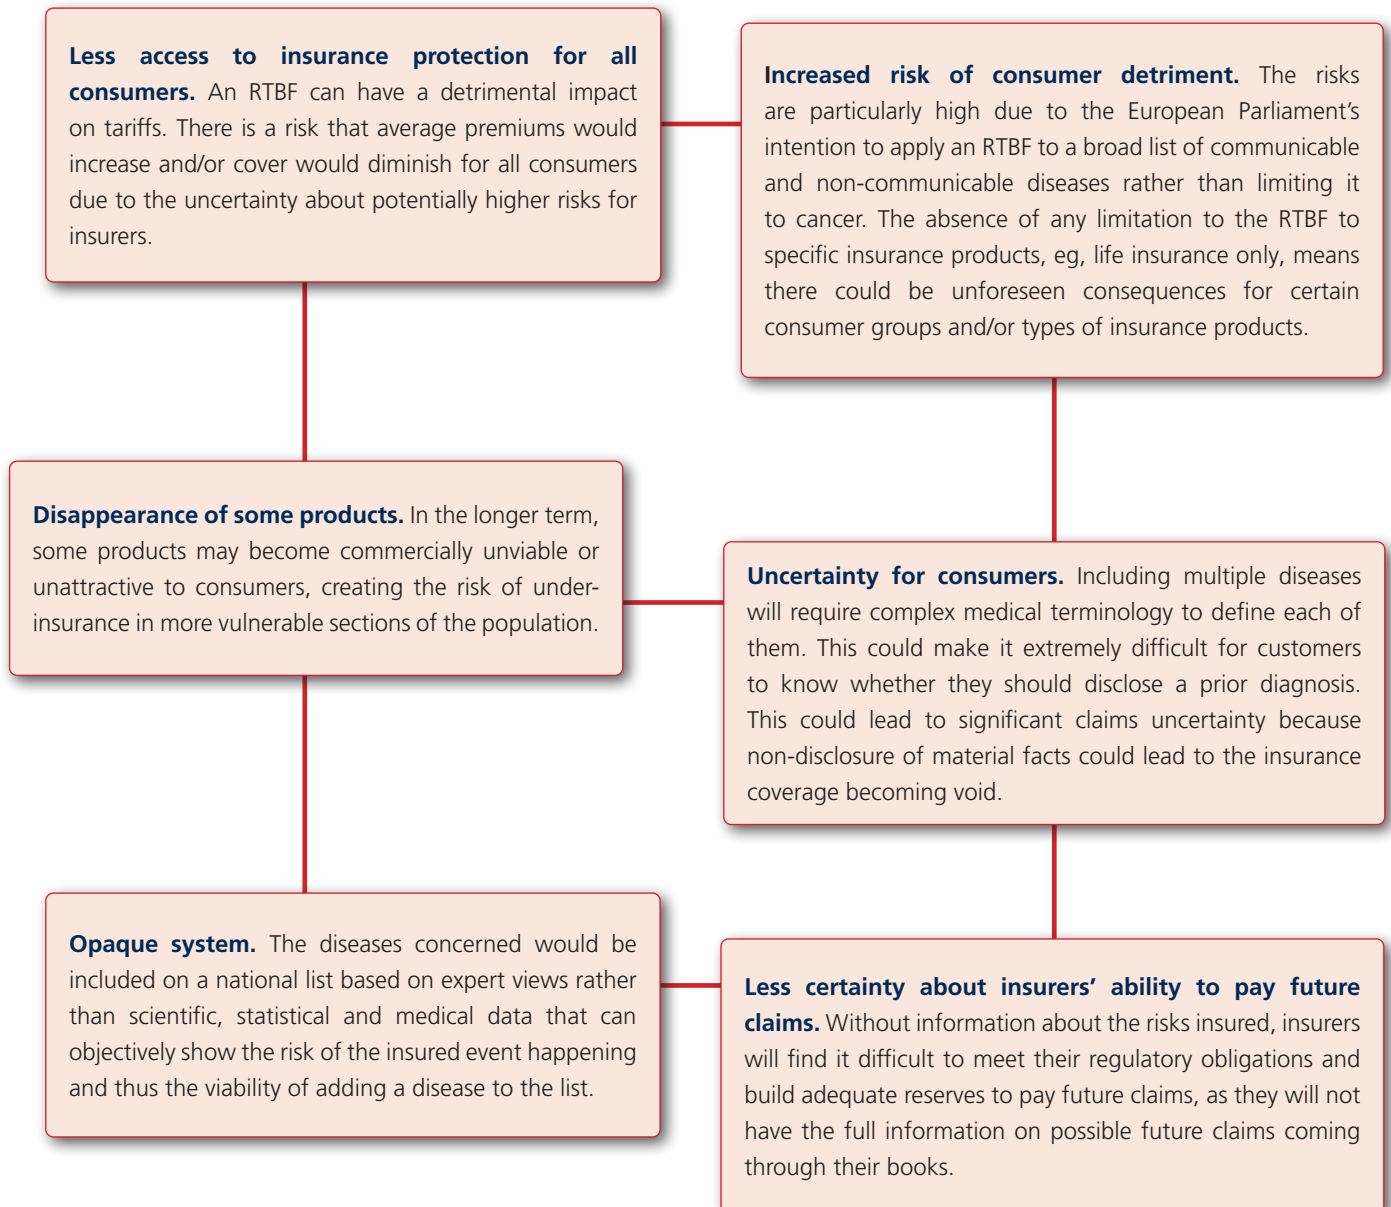 Less access to insurance protection for all
consumers. An RTBF can have a detrimental impact
on tariffs. There is a risk that average premiums would
increase and/or cover would diminish for all consumers
due to the uncertainty about potentially higher risks for
insurers.
Increased risk of consumer detriment. The risks
are particularly high due to the European Parliament’s
intention to apply an RTBF to a broad list of communicable
and non-communicable diseases rather than limiting it
to cancer. The absence of any limitation to the RTBF to
specific insurance products, eg, life insurance only, means
there could be unforeseen consequences for certain
consumer groups and/or types of insurance products.
Disappearance of some products. In the longer term,
some products may become commercially unviable or
unattractive to consumers, creating the risk of under-
insurance in more vulnerable sections of the population.
Uncertainty for consumers. Including multiple diseases
will require complex medical terminology to define each of
them. This could make it extremely difficult for customers
to know whether they should disclose a prior diagnosis.
This could lead to significant claims uncertainty because
non-disclosure of material facts could lead to the insurance
coverage becoming void.
Opaque system. The diseases concerned would be
included on a national list based on expert views rather
than scientific, statistical and medical data that can
objectively show the risk of the insured event happening
and thus the viability of adding a disease to the list.
Less certainty about insurers’ ability to pay future
claims. Without information about the risks insured, insurers
will find it difficult to meet their regulatory obligations and
build adequate reserves to pay future claims, as they will not
have the full information on possible future claims coming
through their books.